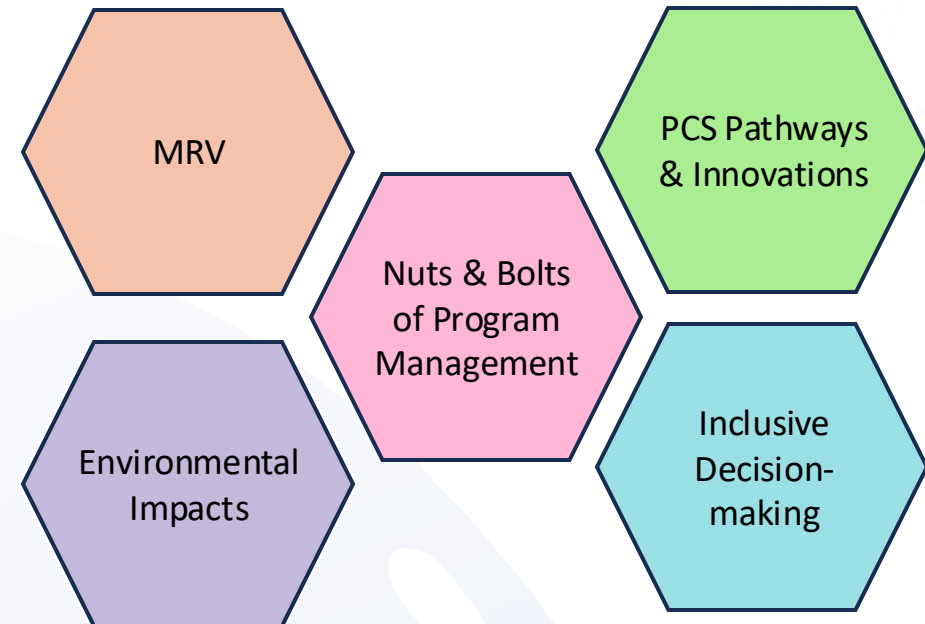 MRV
PCS Pathways
& Innovations
Nuts & Bolts
of Program
Management
Environmental
Impacts
Inclusive
Decision-
making